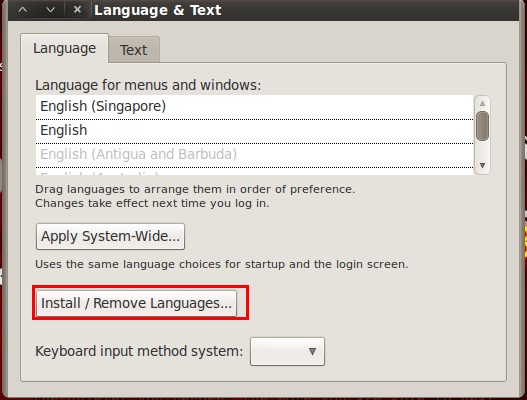 Language & Text
Language
Text
Language for menus and windows:
English (Singapore)
English
English (Antigua and Barbuda)
English (Australia)
Drag languages to arrange them in order of preference.
Changes take effect next time you log in.
Apply System-Wide...
Uses the same language choices for startup and the login screen.
Install / Remove Languages...
Keyboard input method system: